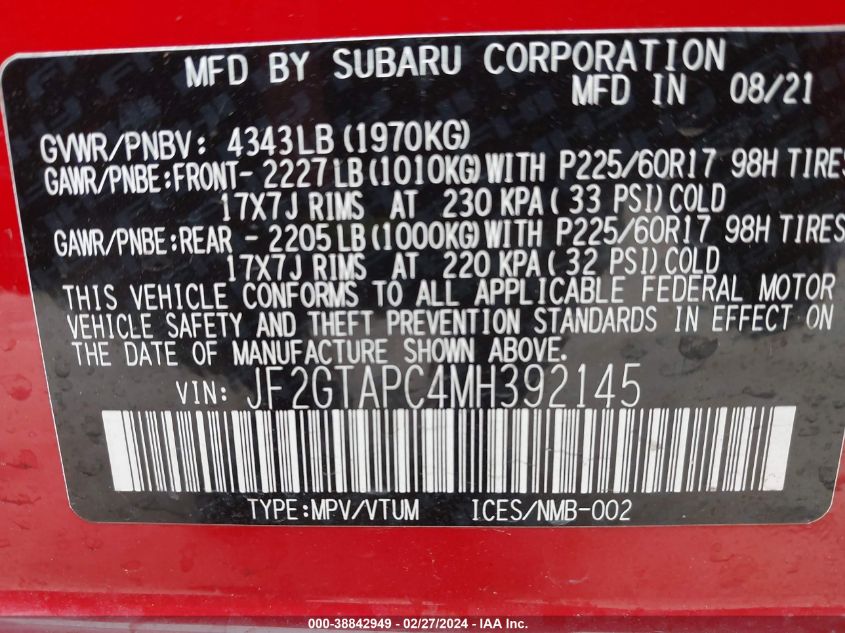 MFD BY SUBARU CORPORATION
MFD IN 08/21
GVWR/PNBV: 4343LB (1970KG)
GAWR/PNBE:FRONT- 2227LB(1010KG)WITH P225/60R17 98H TIRES
17X7J RIMS AT 230 KPA( 33 PSI)COLD
GAWR/PNBE:REAR - 2205LB(1000KG)WITH P225/60R17 98H TIRES
17X7J RIMS AT 220 KPA( 32 PSI)COLD
THIS VEHICLE CONFORMS TO ALL APPLICABLE FEDERAL MOTOR
VEHICLE SAFETY AND THEFT PREVENTION STANDARDS IN EFFECT ON
THE DATE OF MANUFACTURE SHOWN ABOVE.
VIN: JF2GTAPC4MH392145
TYPE:MPV/VTUM ICES/NMB-002
000-38842949 - 02/27/2024 - IAA Inc.